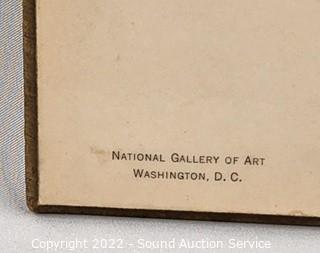 National Gallery of Art
Washington, D. C.
Copyright 2022 - Sound Auction Service